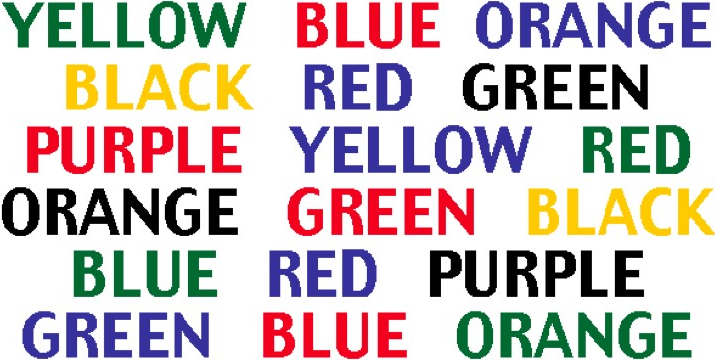 YELLOW BLUE ORANGE
BLACK RED GREEN
PURPLE YELLOW RED
ORANGE GREEN BLACK
BLUE RED PURPLE
GREEN BLUE ORANGE